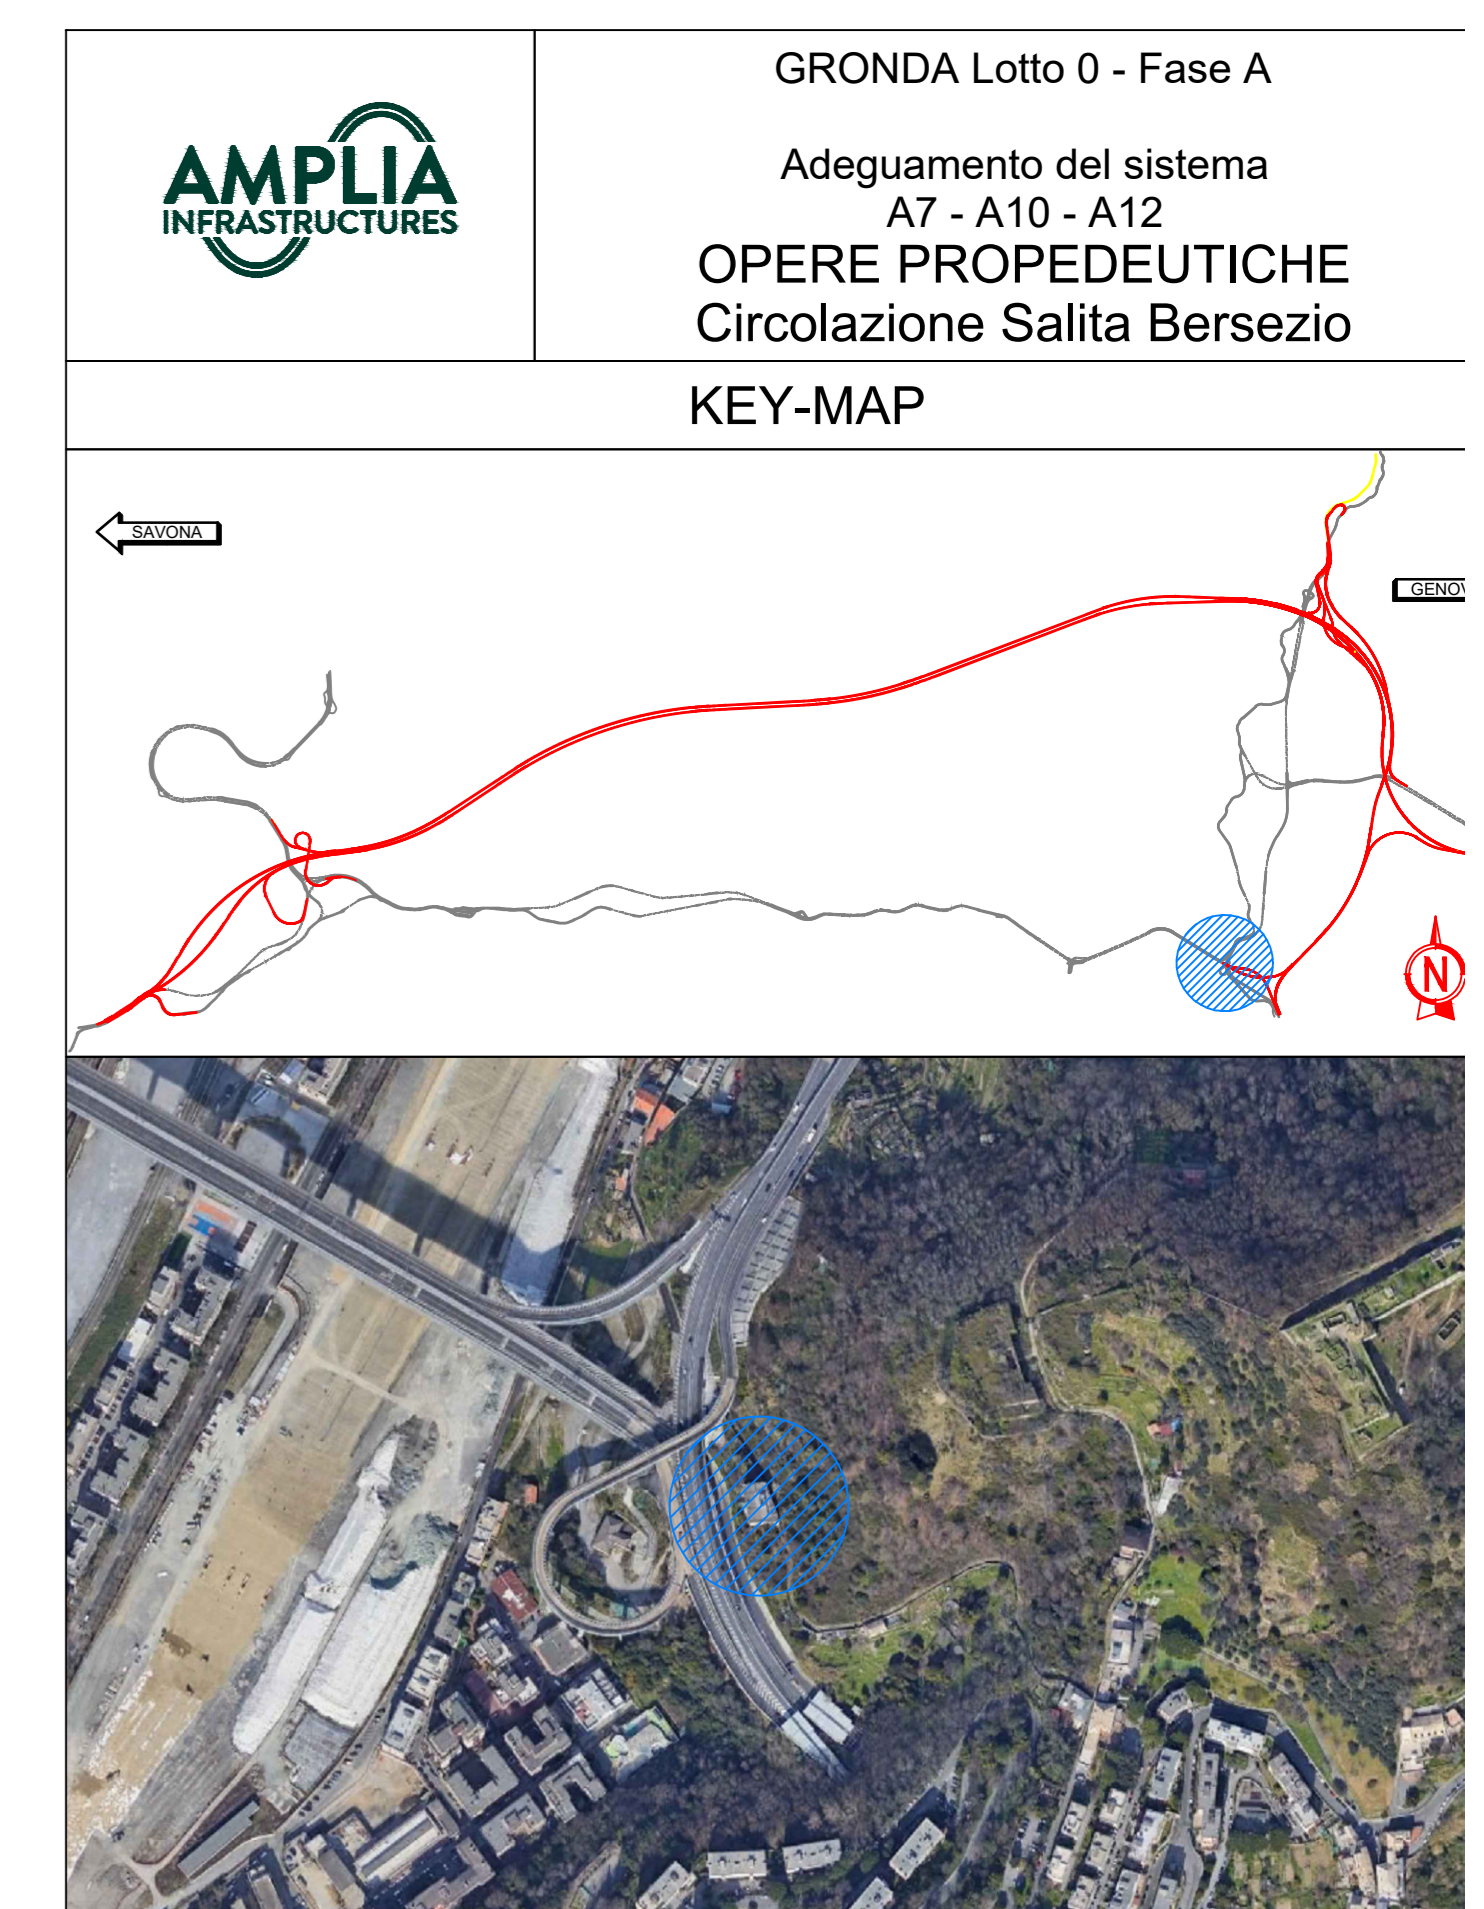 AMPLIA
INFRASTRUCTURES
GRONDA Lotto 0 - Fase A
Adeguamento del sistema
A7 - A10 - A12
OPERE PROPEDEUTICHE
Circolazione Salita Bersezio
KEY-MAP
SAVONA
GENOV
N